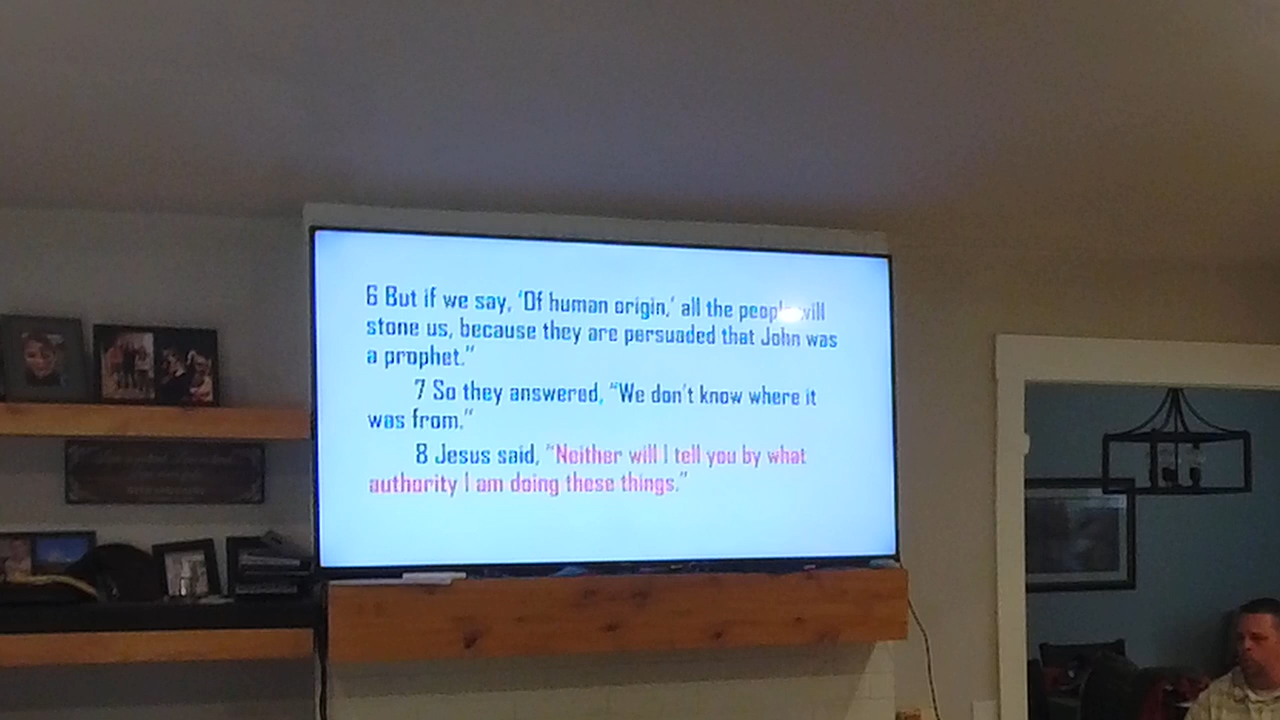 6 But if we say, ‘Of human origin,’ all the people will
stone us, because they are persuaded that John was
a prophet.”
7 So they answered, “We don’t know where it
was from.”
8 Jesus said, “Neither will I tell you by what
authority I am doing these things.”